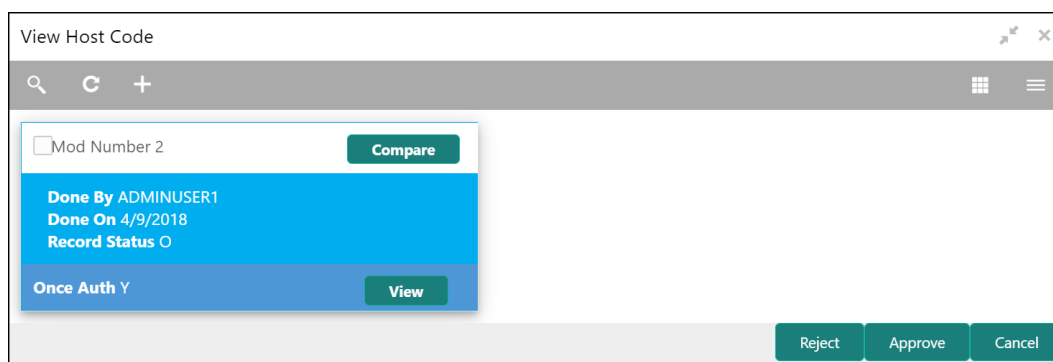 View Host Code
Mod Number 2 Compare
Done By ADMINUSER1
Done On 4/9/2018
Record Status O
Once Auth Y View
Reject Approve Cancel